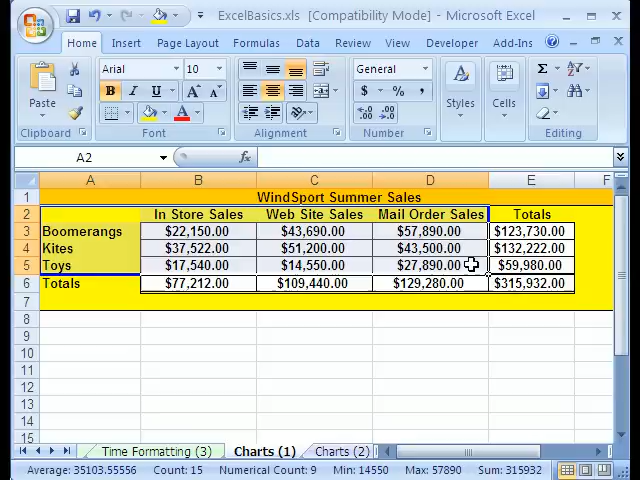 ExcelBasics.xls [Compatibility Mode] - Microsoft Excel
Home Insert Page Layout Formulas Data Review View Developer Add-Ins
Arial 10 General
Paste B I U A A $ % , Styles Cells Σ
Clipboard Font Alignment Number Editing
A2 fx
A B C D E F
1 WindSport Summer Sales
2 In Store Sales Web Site Sales Mail Order Sales Totals
3 Boomerangs $22,150.00 $43,690.00 $57,890.00 $123,730.00
4 Kites $37,522.00 $51,200.00 $43,500.00 $132,222.00
5 Toys $17,540.00 $14,550.00 $27,890.00 $59,980.00
6 Totals $77,212.00 $109,440.00 $129,280.00 $315,932.00
7
8
9
10
11
12
13
14
15
Time Formatting (3) Charts (1) Charts (2)
Average: 35103.55556 Count: 15 Numerical Count: 9 Min: 14550 Max: 57890 Sum: 315932